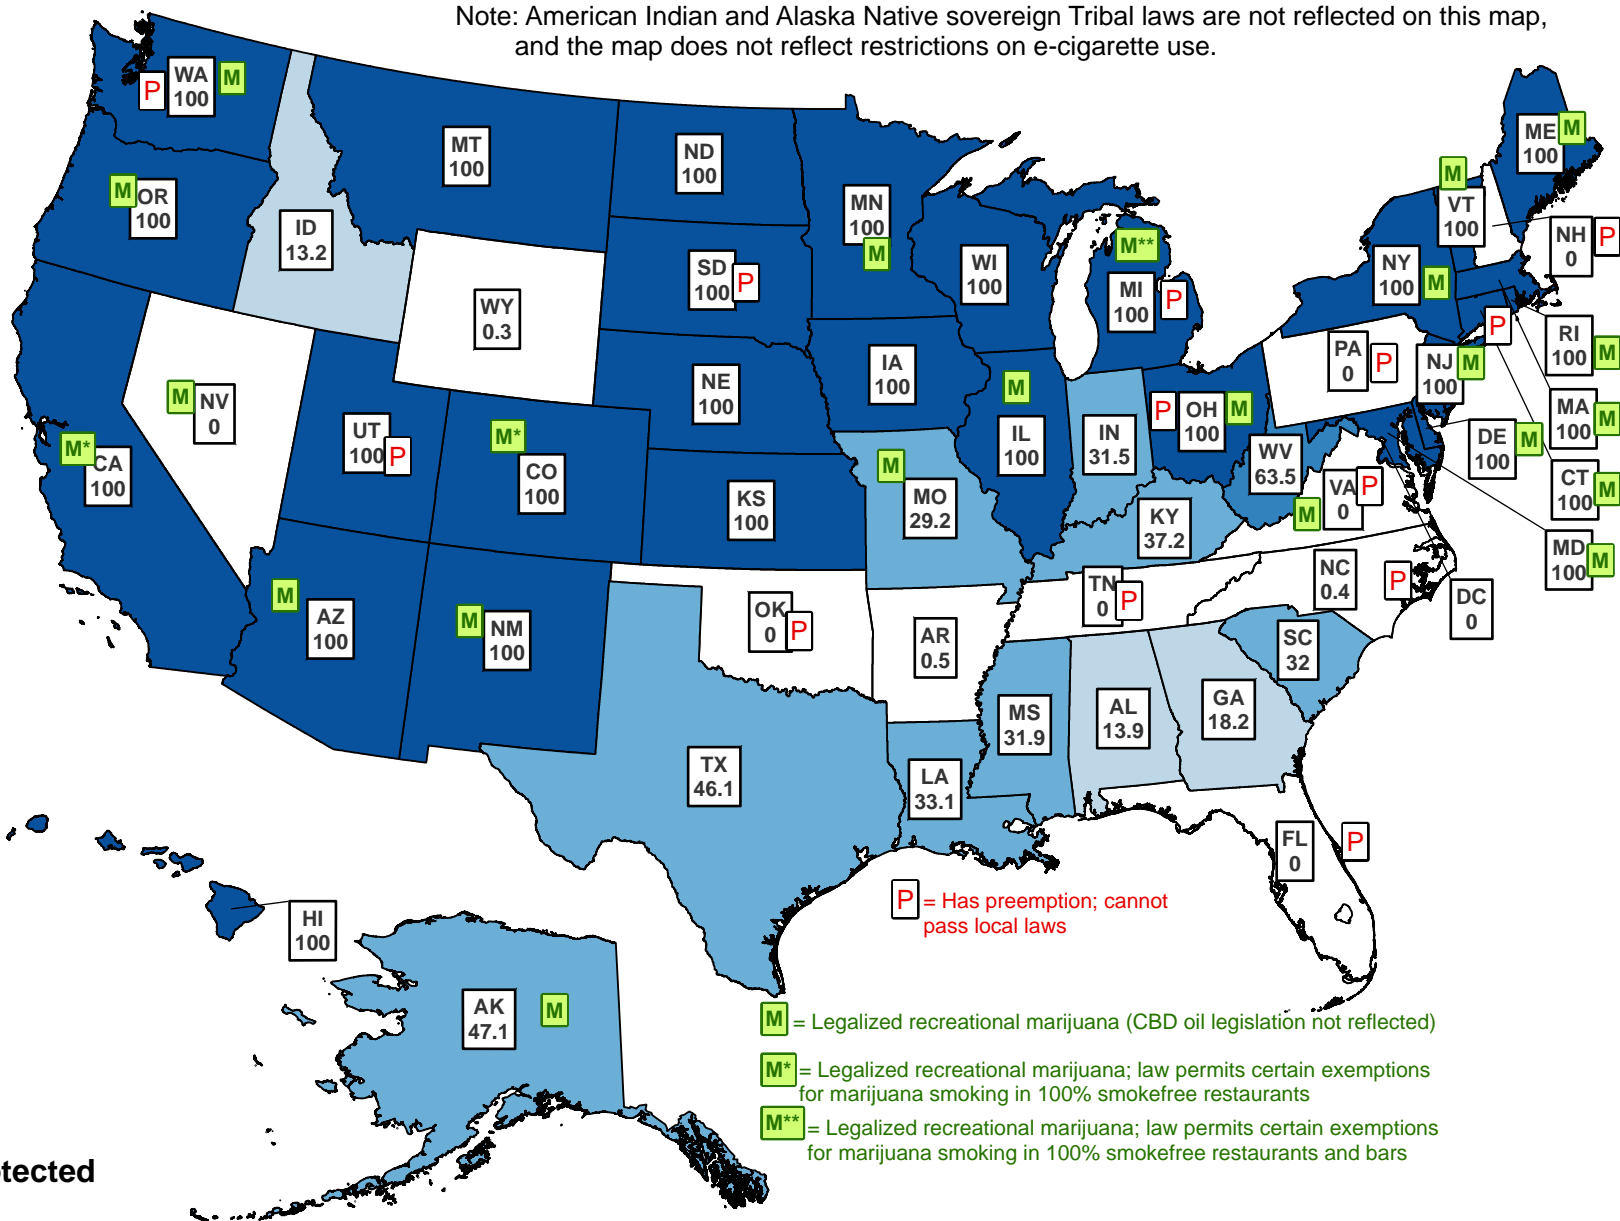 Note: American Indian and Alaska Native sovereign Tribal laws are not reflected on this map,
and the map does not reflect restrictions on e-cigarette use.
P
WA
100
M
MT
100
ND
100
MN
100
M
M
OR
100
ID
13.2
SD
100
P
WI
100
M**
MI
100
P
ME
100
M
M
VT
100
NH
0
P
NY
100
M
WY
0.3
NE
100
IA
100
M
IL
100
IN
31.5
P
OH
100
M
PA
0
P
NJ
100
M
P
RI
100
M
MA
100
M
DE
100
M
CT
100
M
MD
100
M
DC
0
M
NV
0
M*
CA
100
UT
100
P
M*
CO
100
KS
100
M
MO
29.2
KY
37.2
WV
63.5
M
VA
0
P
M
AZ
100
M
NM
100
OK
0
P
AR
0.5
TN
0
P
NC
0.4
P
SC
32
TX
46.1
LA
33.1
MS
31.9
AL
13.9
GA
18.2
FL
0
P
HI
100
AK
47.1
M
P = Has preemption; cannot
pass local laws
M = Legalized recreational marijuana (CBD oil legislation not reflected)
M* = Legalized recreational marijuana; law permits certain exemptions
for marijuana smoking in 100% smokefree restaurants
M** = Legalized recreational marijuana; law permits certain exemptions
for marijuana smoking in 100% smokefree restaurants and bars